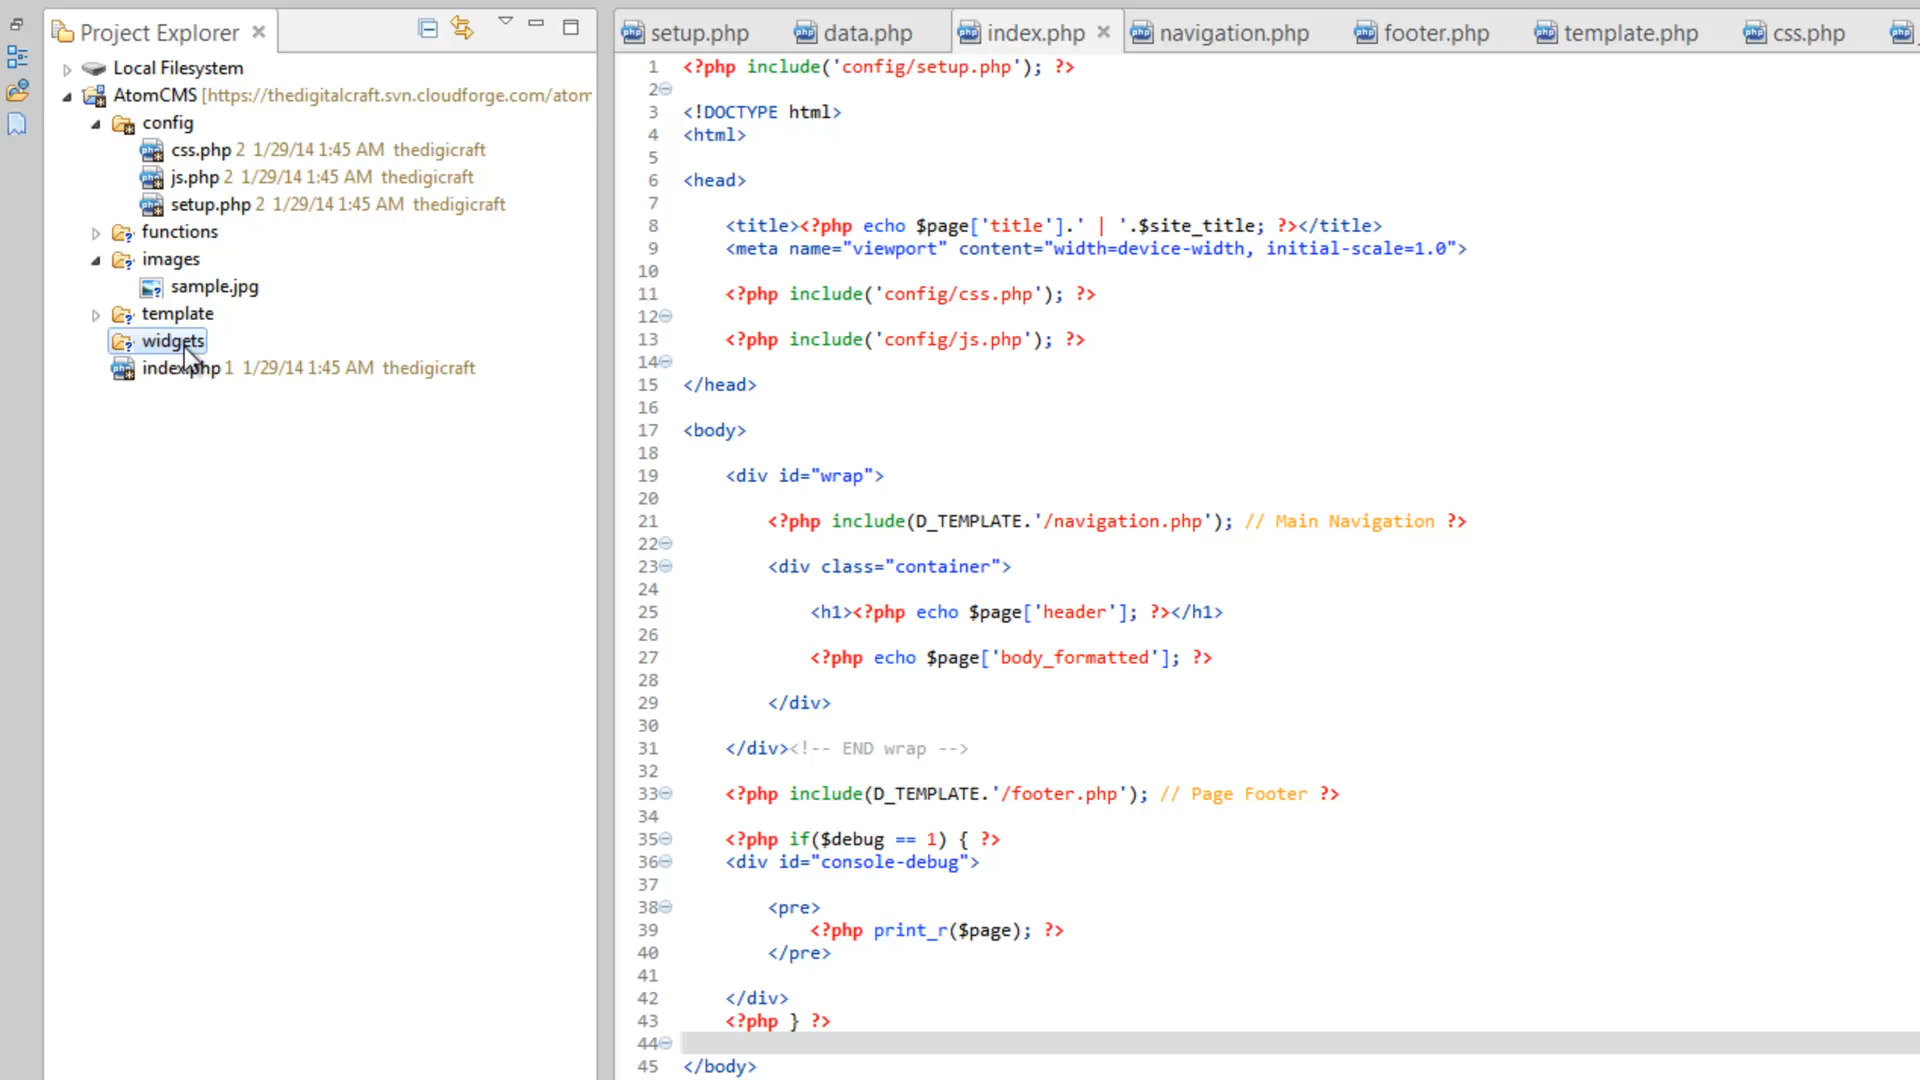 Project Explorer
Local Filesystem
AtomCMS [https://thedigitalcraft.svn.cloudforge.com/atom
config
css.php 2 1/29/14 1:45 AM thedigicraft
js.php 2 1/29/14 1:45 AM thedigicraft
setup.php 2 1/29/14 1:45 AM thedigicraft
functions
images
sample.jpg
template
widgets
index.php 1 1/29/14 1:45 AM thedigicraft
setup.php data.php index.php navigation.php footer.php template.php css.php
1 <?php include('config/setup.php'); ?>
2
3 <!DOCTYPE html>
4 <html>
5
6 <head>
7
8 <title><?php echo $page['title'].' | '.$site_title; ?></title>
9 <meta name="viewport" content="width=device-width, initial-scale=1.0">
10
11 <?php include('config/css.php'); ?>
12
13 <?php include('config/js.php'); ?>
14
15 </head>
16
17 <body>
18
19 <div id="wrap">
20
21 <?php include(D_TEMPLATE.'/navigation.php'); // Main Navigation ?>
22
23 <div class="container">
24
25 <h1><?php echo $page['header']; ?></h1>
26
27 <?php echo $page['body_formatted']; ?>
28
29 </div>
30
31 </div><!-- END wrap -->
32
33 <?php include(D_TEMPLATE.'/footer.php'); // Page Footer ?>
34
35 <?php if($debug == 1) { ?>
36 <div id="console-debug">
37
38 <pre>
39 <?php print_r($page); ?>
40 </pre>
41
42 </div>
43 <?php } ?>
44
45 </body>